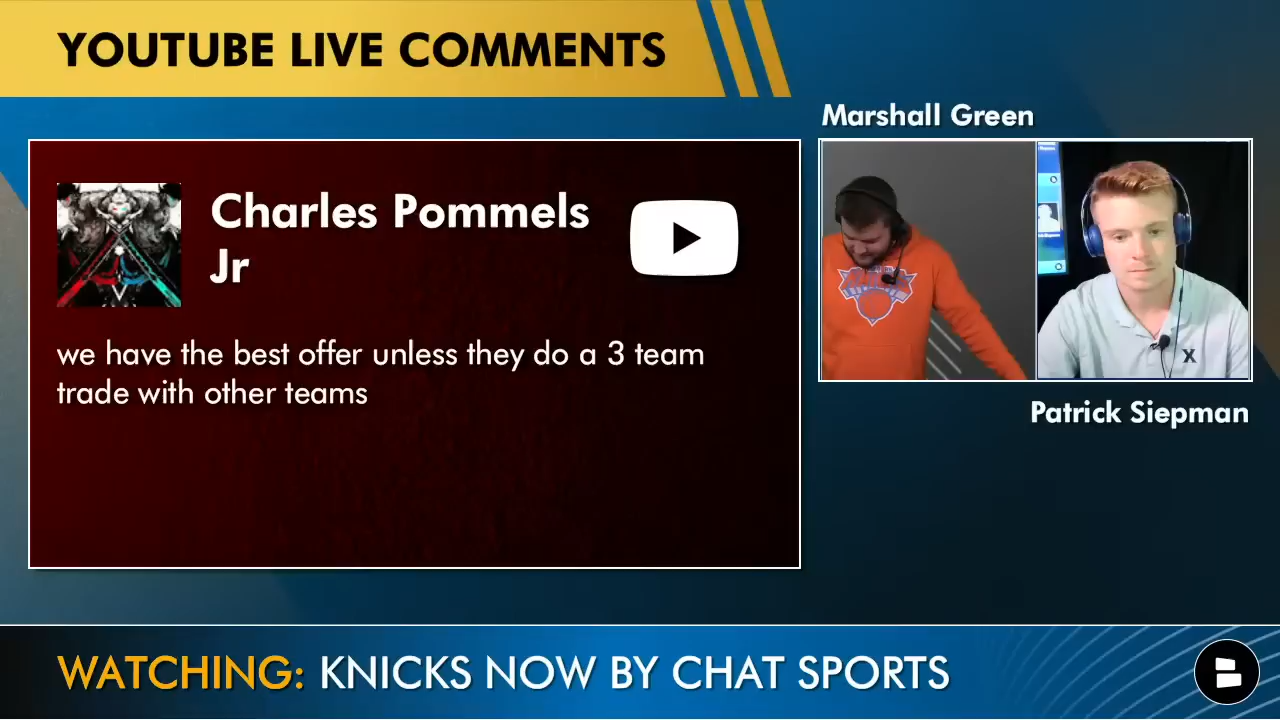 YOUTUBE LIVE COMMENTS
Marshall Green
Charles Pommels
Jr
we have the best offer unless they do a 3 team
trade with other teams
X
Patrick Siepman
WATCHING: KNICKS NOW BY CHAT SPORTS